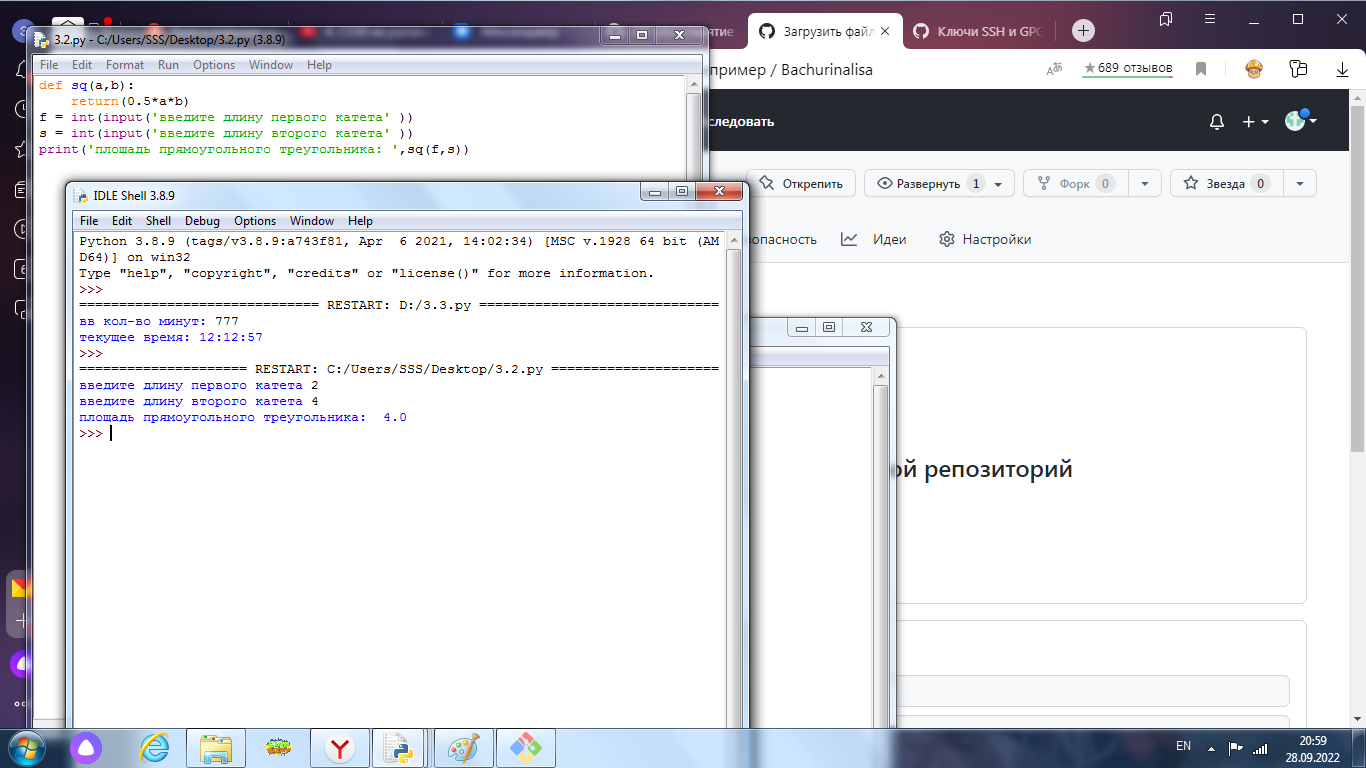 3.2.py - C:/Users/SSS/Desktop/3.2.py (3.8.9)
File Edit Format Run Options Window Help
def sq(a,b):
    return(0.5*a*b)
f = int(input('введите длину первого катета' ))
s = int(input('введите длину второго катета' ))
print('площадь прямоугольного треугольника: ',sq(f,s))
IDLE Shell 3.8.9
File Edit Shell Debug Options Window Help
Python 3.8.9 (tags/v3.8.9:a743f81, Apr  6 2021, 14:02:34) [MSC v.1928 64 bit (AM
D64)] on win32
Type "help", "copyright", "credits" or "license()" for more information.
>>>
============================== RESTART: D:/3.3.py ==============================
вв кол-во минут: 777
текущее время: 12:12:57
>>>
===================== RESTART: C:/Users/SSS/Desktop/3.2.py =====================
введите длину первого катета 2
введите длину второго катета 4
площадь прямоугольного треугольника:  4.0
>>>
Загрузить файл
Ключи SSH и GPG
пример / Bachurinalisa
689 отзывов
следовать
Открепить
Развернуть 1
Форк 0
Звезда 0
опасность
Идеи
Настройки
ой репозиторий
EN
20:59
28.09.2022